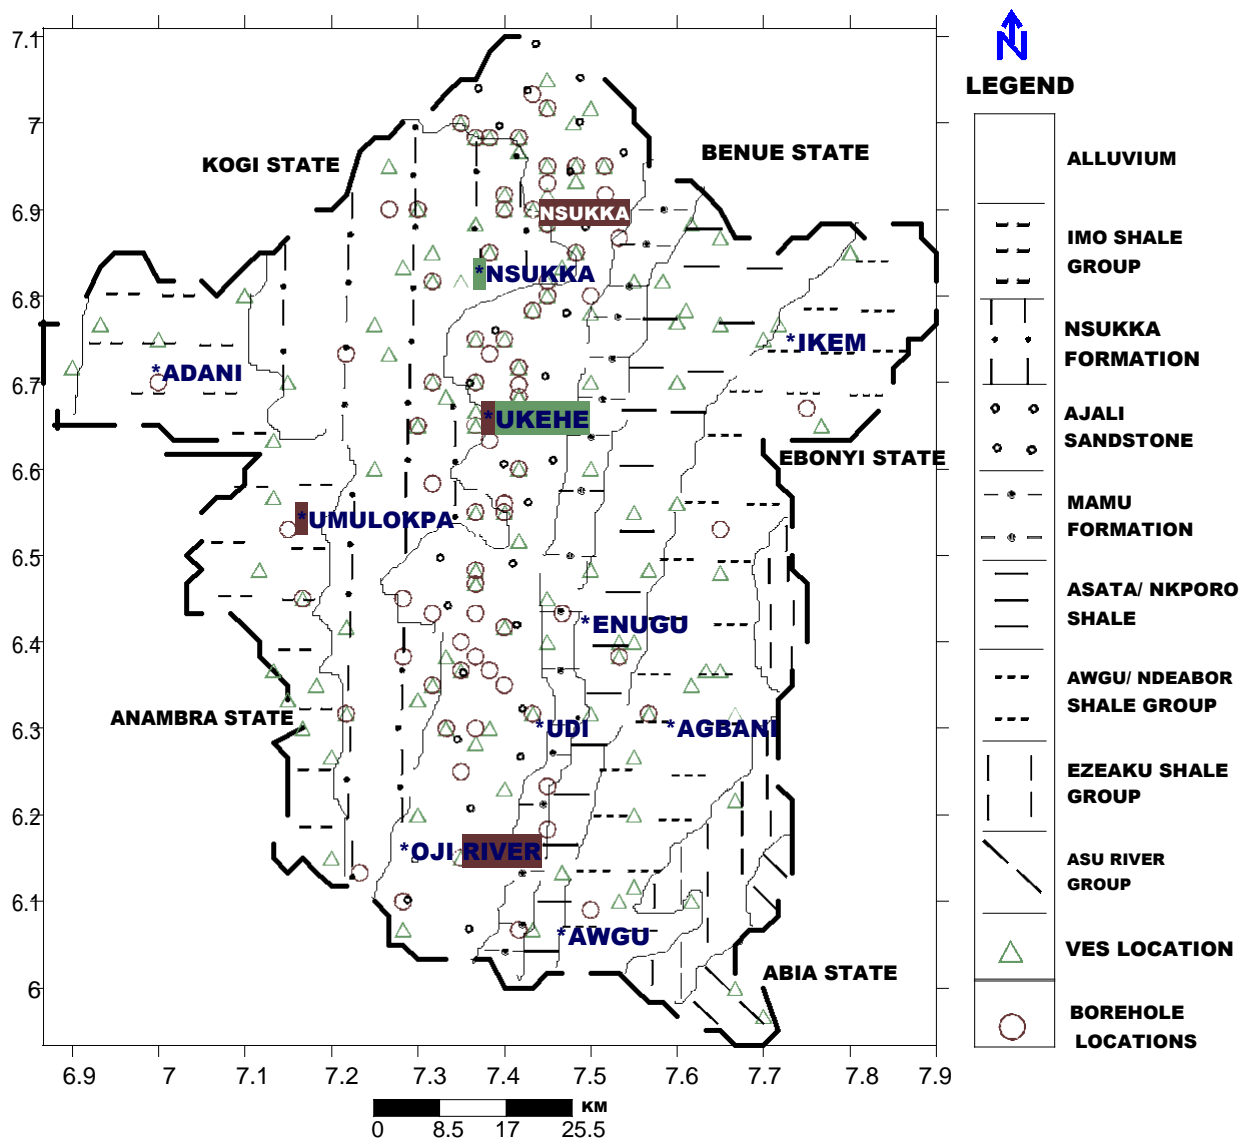 7.1
7
6.9
6.8
6.7
6.6
6.5
6.4
6.3
6.2
6.1
6
6.9
7
7.1
7.2
7.3
7.4
7.5
7.6
7.7
7.8
7.9
KOGI STATE
BENUE STATE
NSUKKA
*NSUKKA
*IKEM
*ADANI
*UKEHE
EBONYI STATE
*UMULOKPA
*ENUGU
ANAMBRA STATE
*UDI
*AGBANI
*OJI RIVER
*AWGU
ABIA STATE
KM
0 8.5 17 25.5
N
LEGEND
ALLUVIUM
IMO SHALE
GROUP
NSUKKA
FORMATION
AJALI
SANDSTONE
MAMU
FORMATION
ASATA/ NKPORO
SHALE
AWGU/ NDEABOR
SHALE GROUP
EZEAKU SHALE
GROUP
ASU RIVER
GROUP
VES LOCATION
BOREHOLE
LOCATIONS